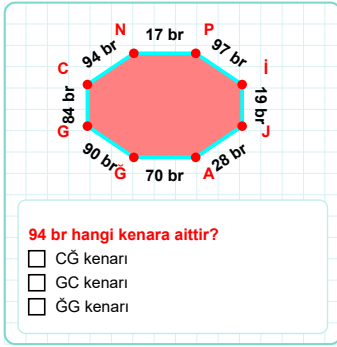 N 17 br P
94 br 97 br
C İ
84 br 19 br
G J
90 br 28 br
Ğ 70 br A
94 br hangi kenara aittir?
CĞ kenarı
GC kenarı
ĞG kenarı